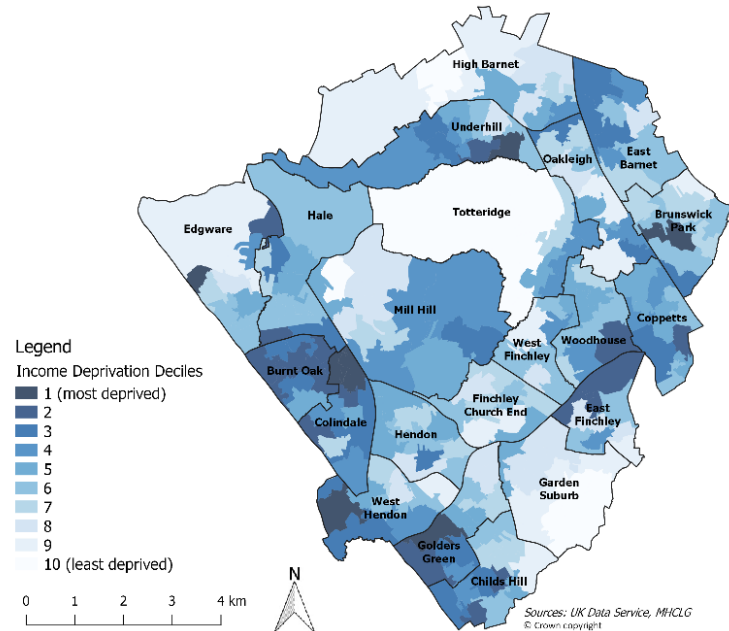 High Barnet
Underhill
Oakleigh
East
Barnet
Edgware
Hale
Totteridge
Brunswick
Park
Mill Hill
Coppetts
West
Finchley
Woodhouse
Burnt Oak
Finchley
Church End
East
Finchley
Colindale
Hendon
Garden
Suburb
West
Hendon
Golders
Green
Childs Hill
Legend
Income Deprivation Deciles
1 (most deprived)
2
3
4
5
6
7
8
9
10 (least deprived)
N
0 1 2 3 4 km
Sources: UK Data Service, MHCLG
© Crown copyright